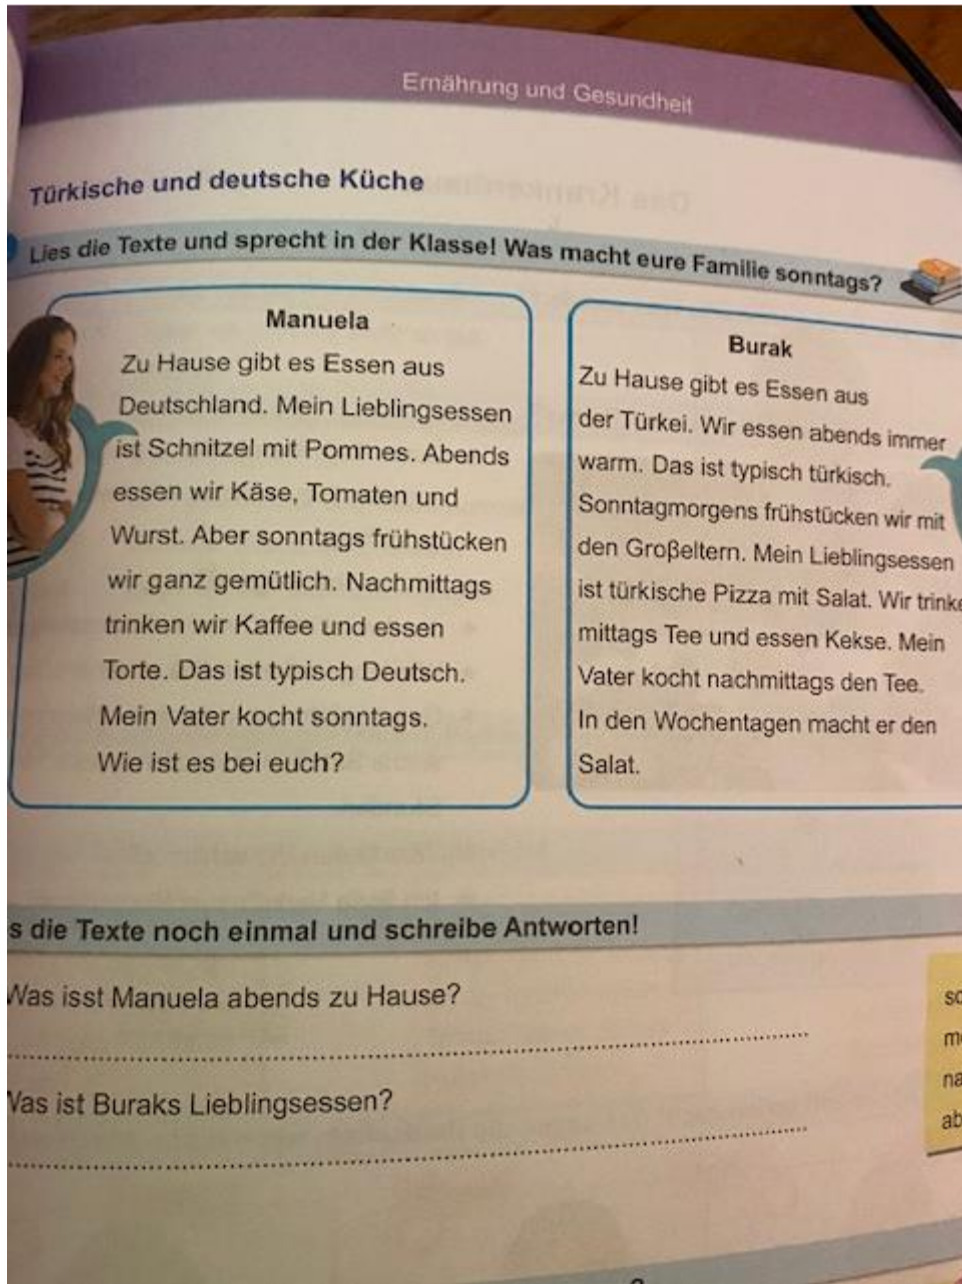 Ernährung und Gesundheit
Türkische und deutsche Küche
Lies die Texte und sprecht in der Klasse! Was macht eure Familie sonntags?
Manuela
Zu Hause gibt es Essen aus
Deutschland. Mein Lieblingsessen
ist Schnitzel mit Pommes. Abends
essen wir Käse, Tomaten und
Wurst. Aber sonntags frühstücken
wir ganz gemütlich. Nachmittags
trinken wir Kaffee und essen
Torte. Das ist typisch Deutsch.
Mein Vater kocht sonntags.
Wie ist es bei euch?
Burak
Zu Hause gibt es Essen aus
der Türkei. Wir essen abends immer
warm. Das ist typisch türkisch.
Sonntagmorgens frühstücken wir mit
den Großeltern. Mein Lieblingsessen
ist türkische Pizza mit Salat. Wir
mittags Tee und essen Kekse. Mein
Vater kocht nachmittags den Tee.
In den Wochentagen macht er den
Salat.
die Texte noch einmal und schreibe Antworten!
Was isst Manuela abends zu Hause?
Was ist Buraks Lieblingsessen?